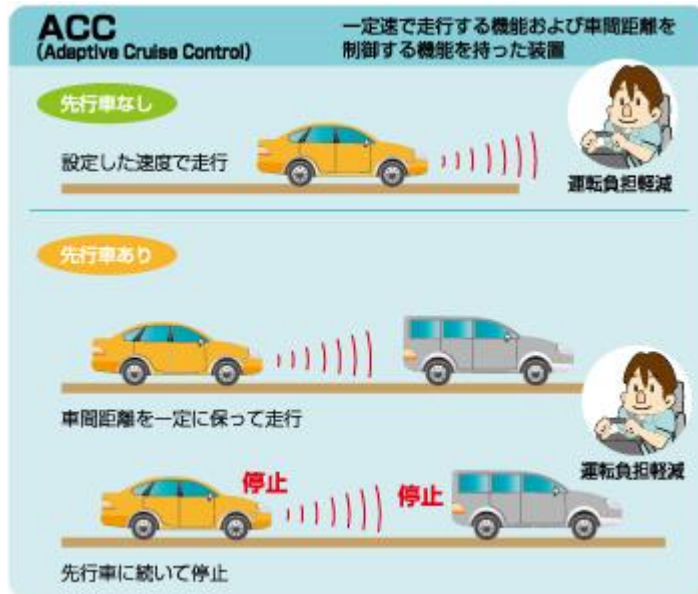 ACC
(Adaptive Cruise Control)
一定速で走行する機能および車間距離を
制御する機能を持った装置
先行車なし
設定した速度で走行
運転負担軽減
先行車あり
車間距離を一定に保って走行
運転負担軽減
停止
停止
先行車に続いて停止